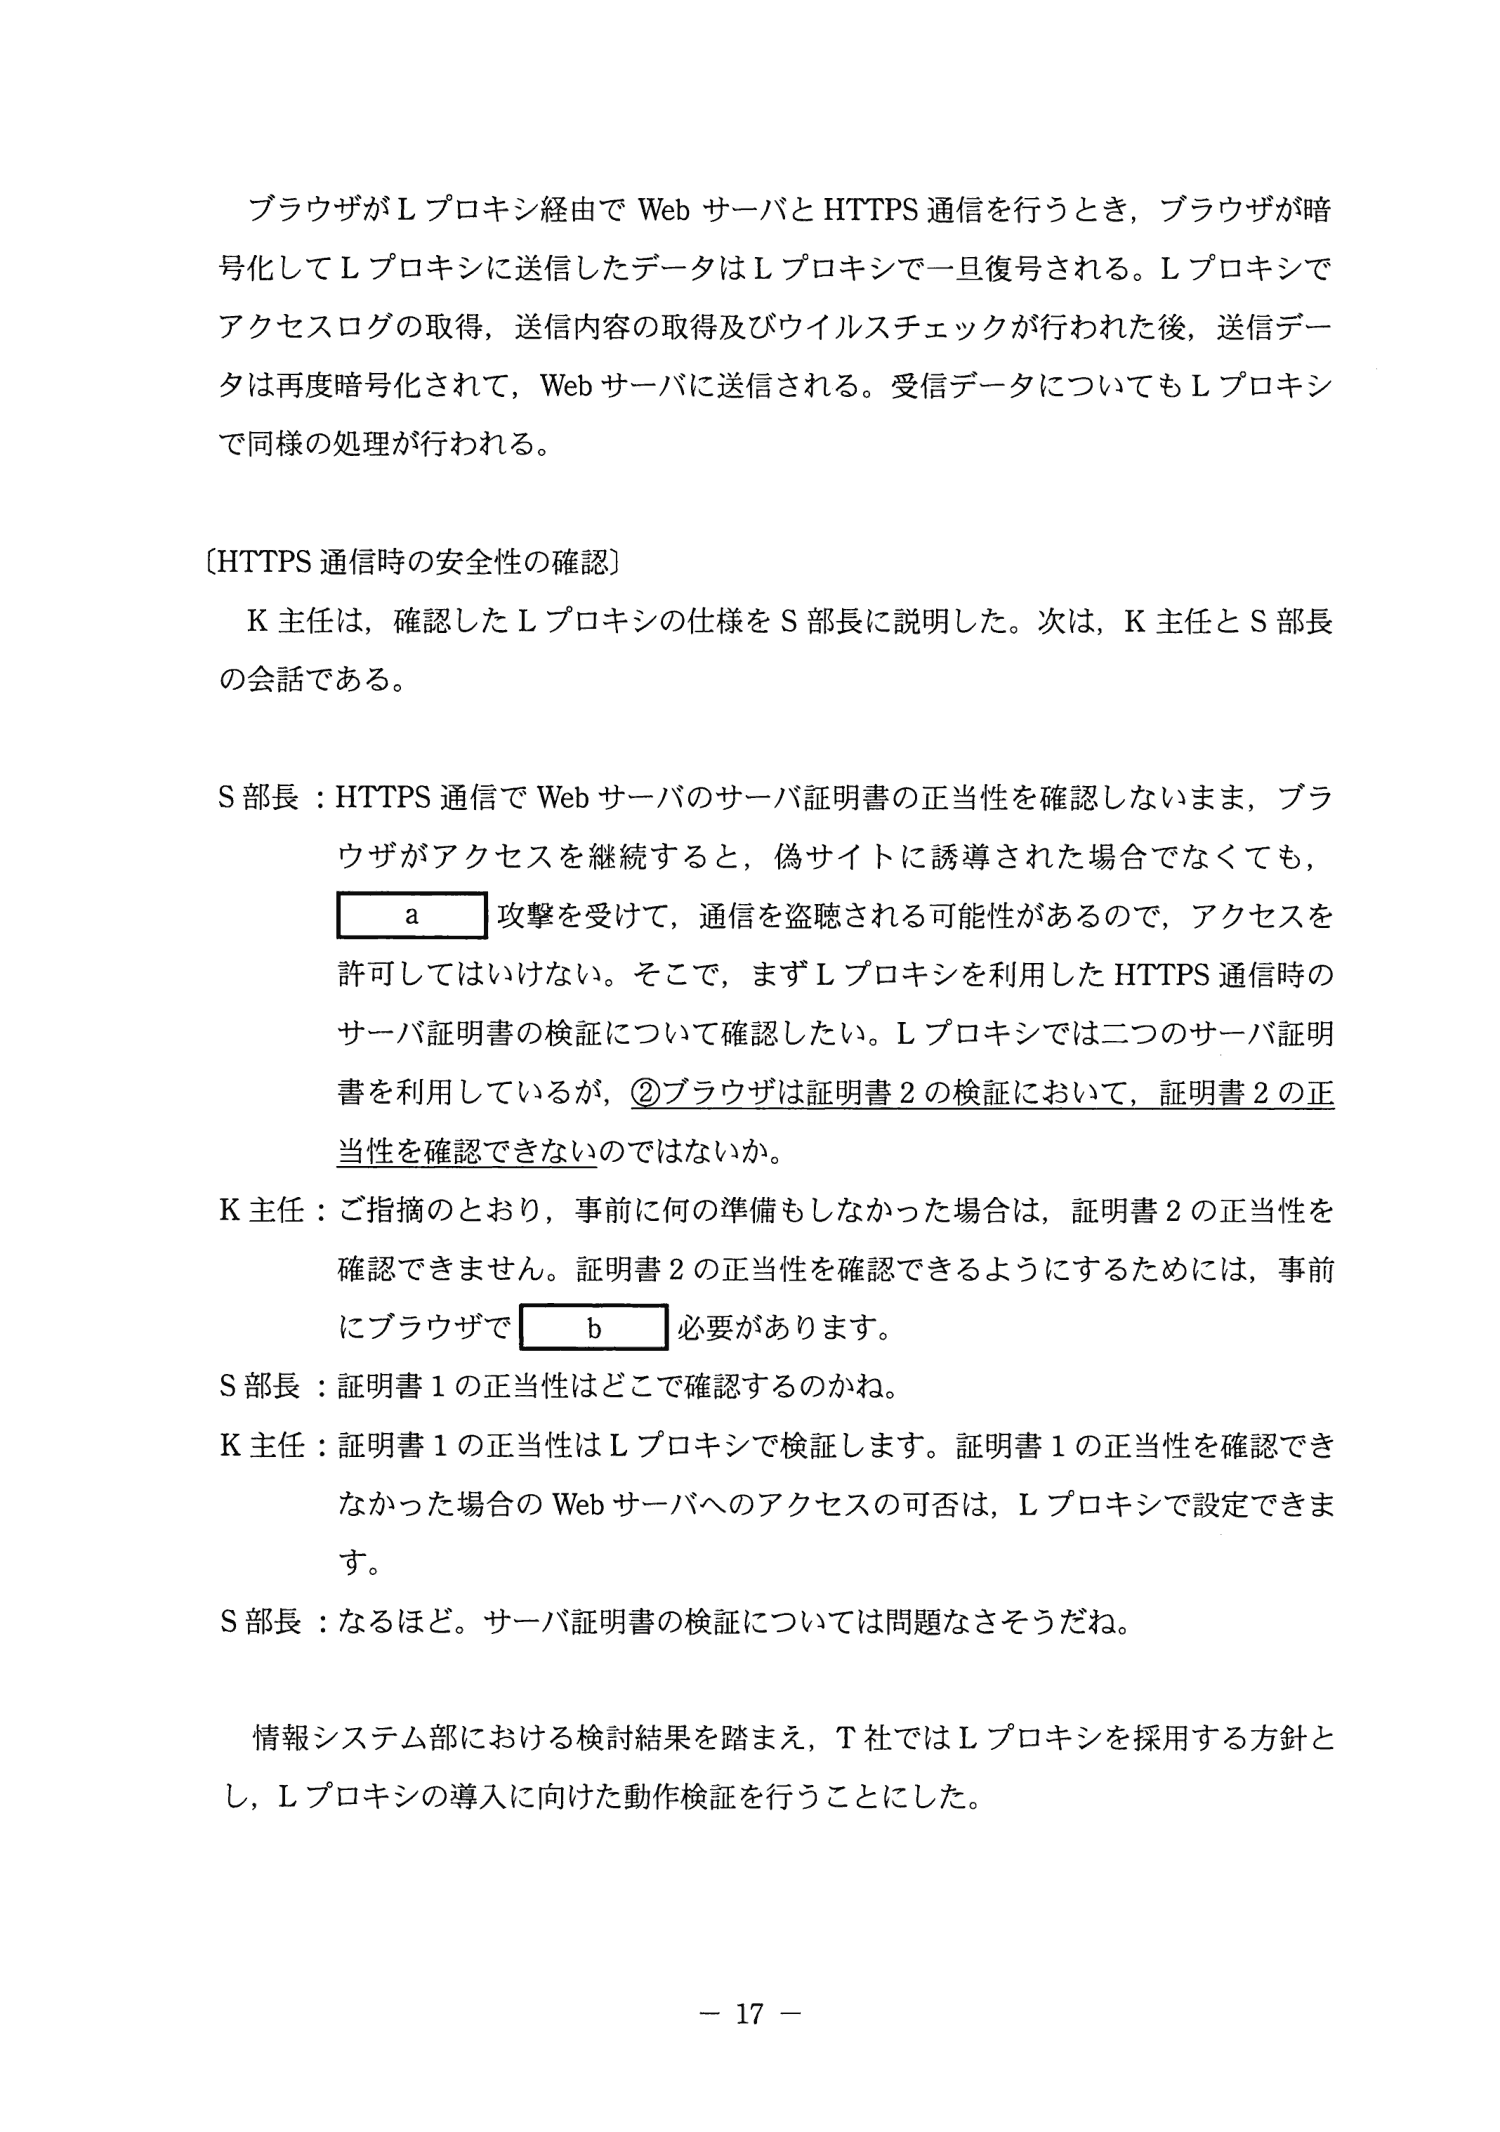 ブラウザが L プロキシ経由で Web サーバと HTTPS 通信を行うとき，ブラウザが暗
号化して L プロキシに送信したデータは L プロキシで一旦復号される。L プロキシで
アクセスログの取得，送信内容の取得及びウイルスチェックが行われた後，送信デー
タは再度暗号化されて，Web サーバに送信される。受信データについても L プロキシ
で同様の処理が行われる。
〔HTTPS 通信時の安全性の確認〕
K 主任は，確認した L プロキシの仕様を S 部長に説明した。次は，K 主任と S 部長
の会話である。
S 部長 ：HTTPS 通信で Web サーバのサーバ証明書の正当性を確認しないまま，ブラ
ウザがアクセスを継続すると，偽サイトに誘導された場合でなくても，
a 攻撃を受けて，通信を盗聴される可能性があるので，アクセスを
許可してはいけない。そこで，まず L プロキシを利用した HTTPS 通信時の
サーバ証明書の検証について確認したい。L プロキシでは二つのサーバ証明
書を利用しているが，②ブラウザは証明書 2 の検証において，証明書 2 の正
当性を確認できないのではないか。
K 主任：ご指摘のとおり，事前に何の準備もしなかった場合は，証明書 2 の正当性を
確認できません。証明書 2 の正当性を確認できるようにするためには，事前
にブラウザで b 必要があります。
S 部長 ：証明書 1 の正当性はどこで確認するのかね。
K 主任：証明書 1 の正当性は L プロキシで検証します。証明書 1 の正当性を確認でき
なかった場合の Web サーバへのアクセスの可否は，L プロキシで設定できま
す。
S 部長 ：なるほど。サーバ証明書の検証については問題なさそうだね。
情報システム部における検討結果を踏まえ，T 社では L プロキシを採用する方針と
し，L プロキシの導入に向けた動作検証を行うことにした。
－ 17 －